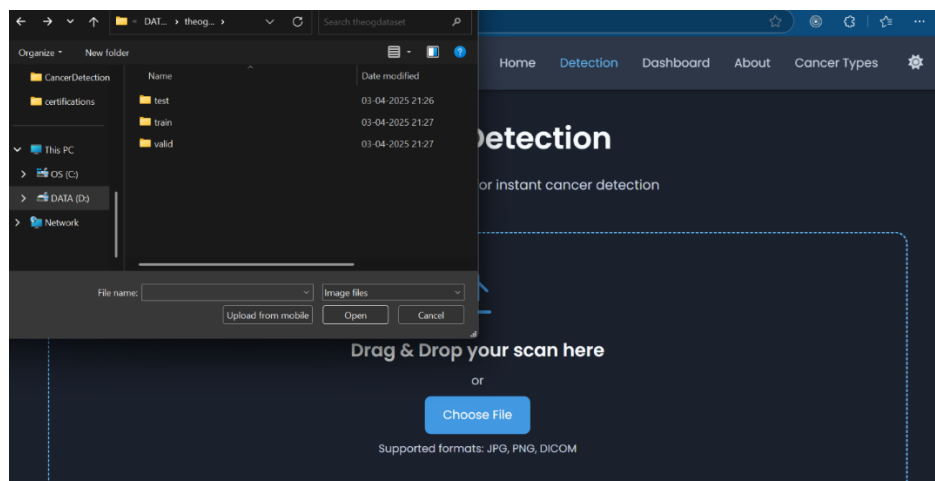 DAT... › theog... ›
Search theogdataset
Organize
New folder
CancerDetection
certifications
This PC
OS (C:)
DATA (D:)
Network
Name
Date modified
test
03-04-2025 21:26
train
03-04-2025 21:27
valid
03-04-2025 21:27
File name:
Image files
Upload from mobile
Open
Cancel
Home
Detection
Dashboard
About
Cancer Types
etection
or instant cancer detection
Drag & Drop your scan here
or
Choose File
Supported formats: JPG, PNG, DICOM